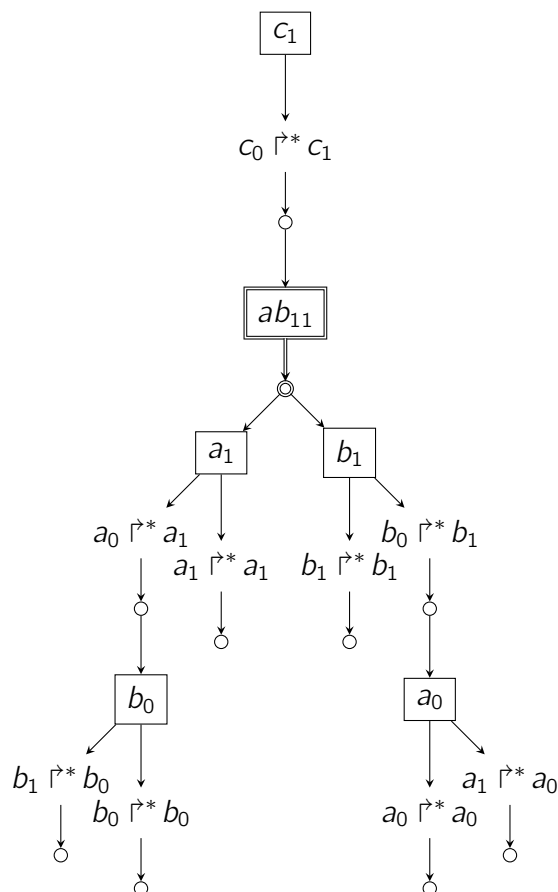 c₁
c₀ ↱* c₁
ab₁₁
a₁ b₁
a₀ ↱* a₁ b₀ ↱* b₁
a₁ ↱* a₁ b₁ ↱* b₁
b₀ a₀
b₁ ↱* b₀ a₁ ↱* a₀
b₀ ↱* b₀ a₀ ↱* a₀